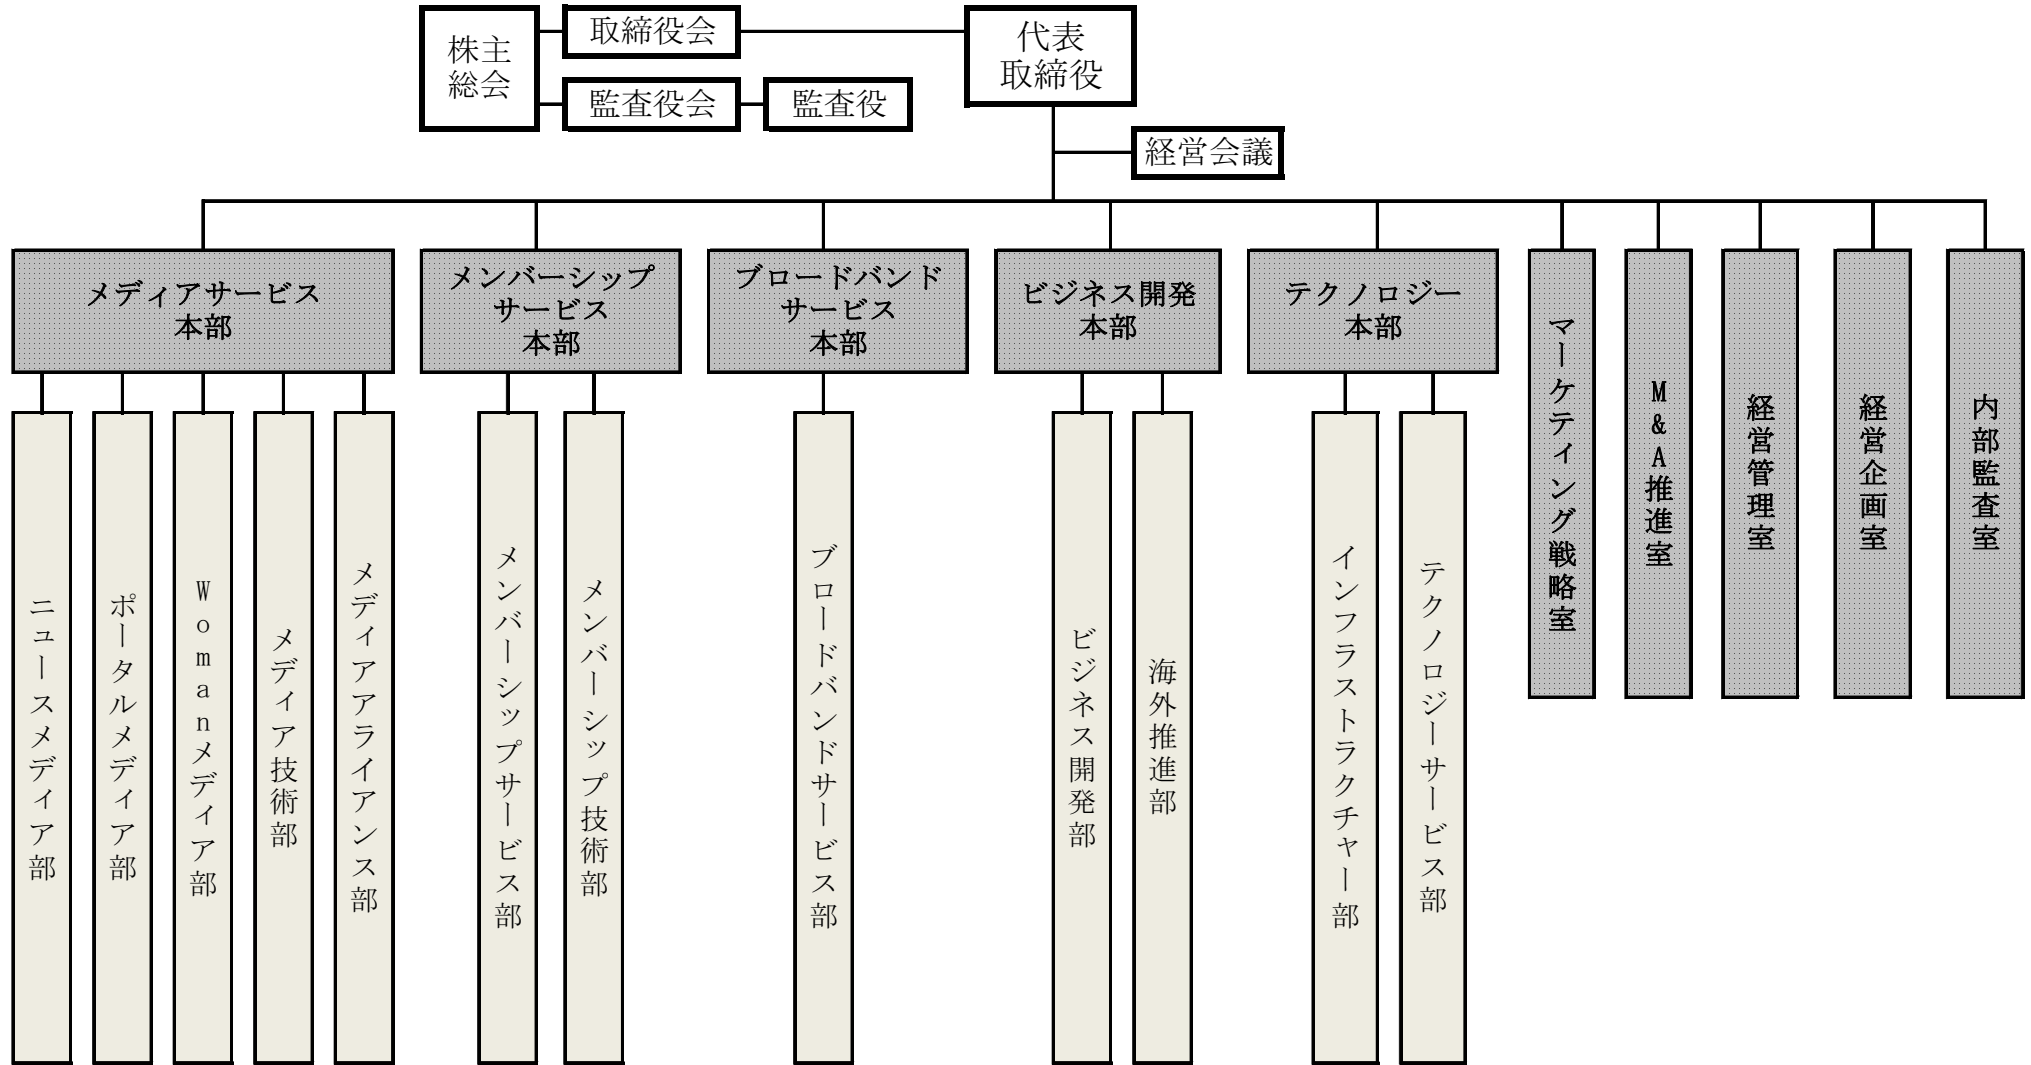 株主
総会
取締役会
監査役会
監査役
代表
取締役
経営会議
メディアサービス
本部
メンバーシップ
サービス
本部
ブロードバンド
サービス
本部
ビジネス開発
本部
テクノロジー
本部
マーケティング戦略室
M&A推進室
経営管理室
経営企画室
内部監査室
ニュースメディア部
ポータルメディア部
Womanメディア部
メディア技術部
メディアアライアンス部
メンバーシップサービス部
メンバーシップ技術部
ブロードバンドサービス部
ビジネス開発部
海外推進部
インフラストラクチャー部
テクノロジーサービス部